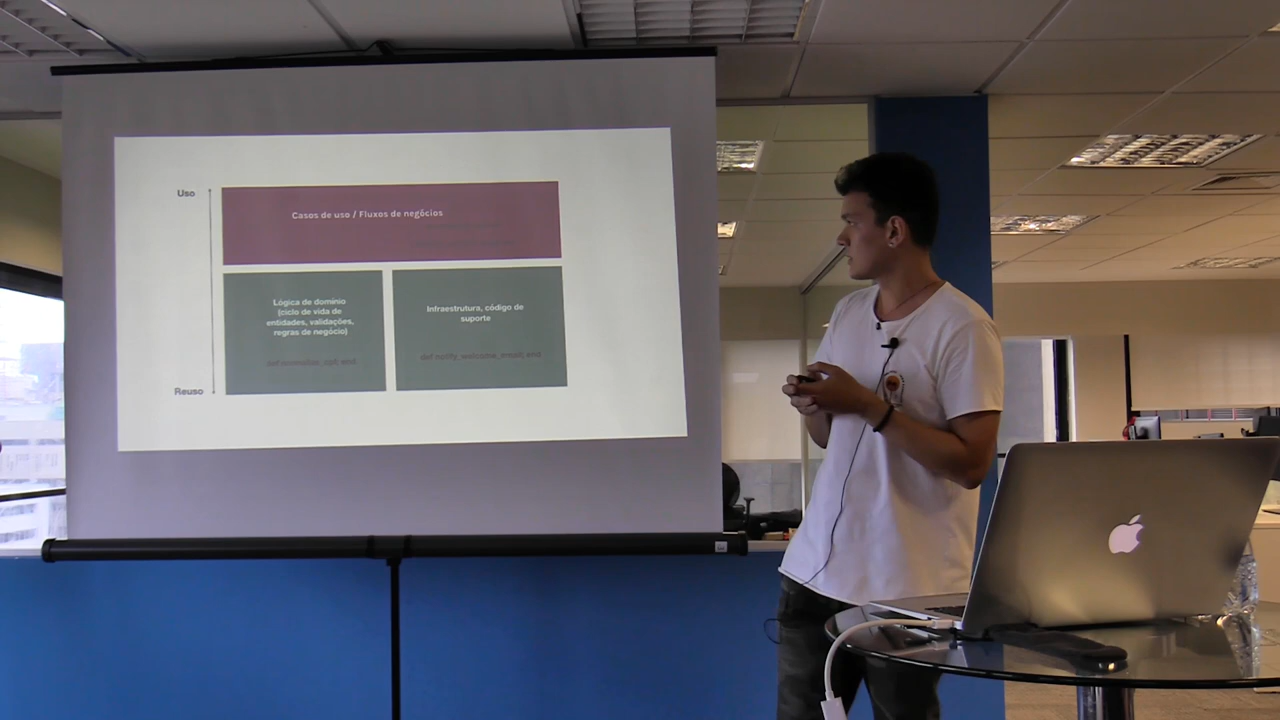 Uso
Casos de uso / Fluxos de negócios
Lógica de domínio
(ciclo de vida de
entidades, validações,
regras de negócio)
Infraestrutura, código de
suporte
def notify_welcome_email; end
Reuso